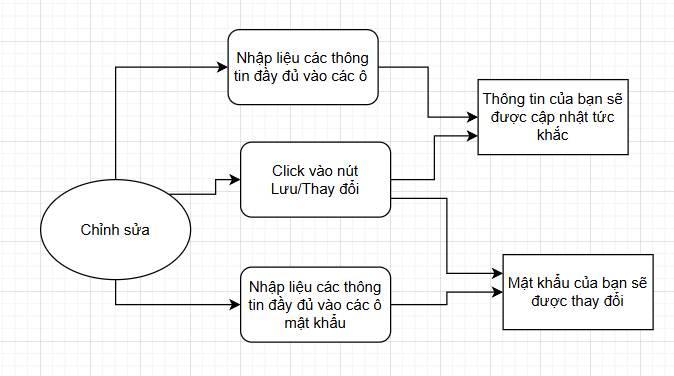 Nhập liệu các thông
tin đầy đủ vào các ô
Thông tin của bạn sẽ
được cập nhật tức
khắc
Click vào nút
Lưu/Thay đổi
Chỉnh sửa
Nhập liệu các thông
tin đầy đủ vào các ô
mật khẩu
Mật khẩu của bạn sẽ
được thay đổi